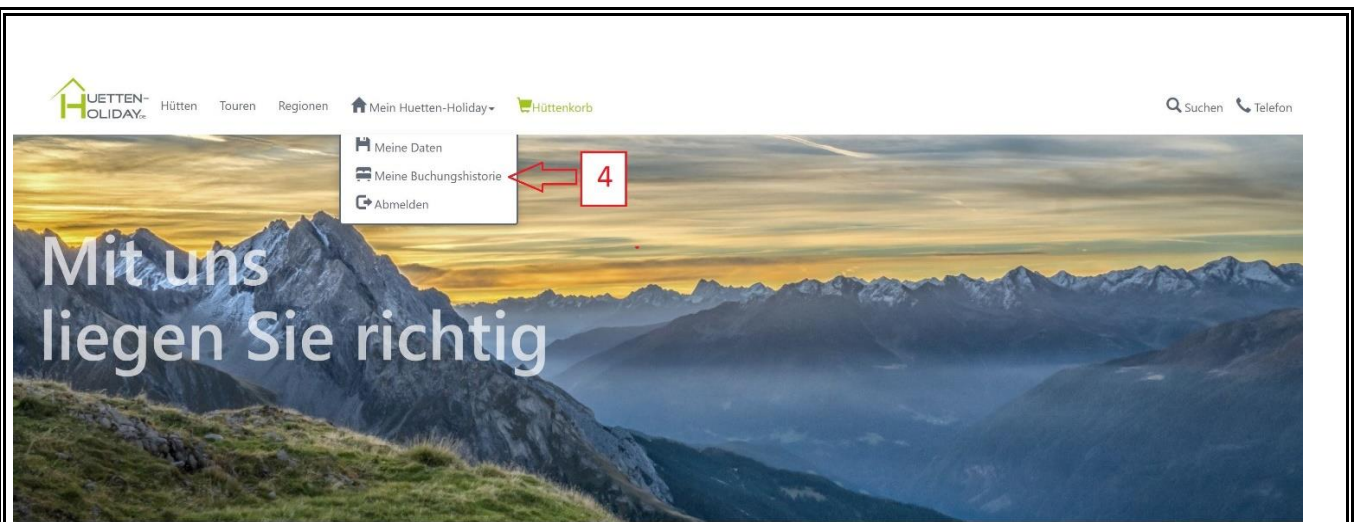 HUETTEN-
HOLIDAY.de
Hütten Touren Regionen Mein Huetten-Holiday Hüttenkorb Suchen Telefon
Meine Daten
Meine Buchungshistorie
4
Abmelden
Mit uns
liegen Sie richtig